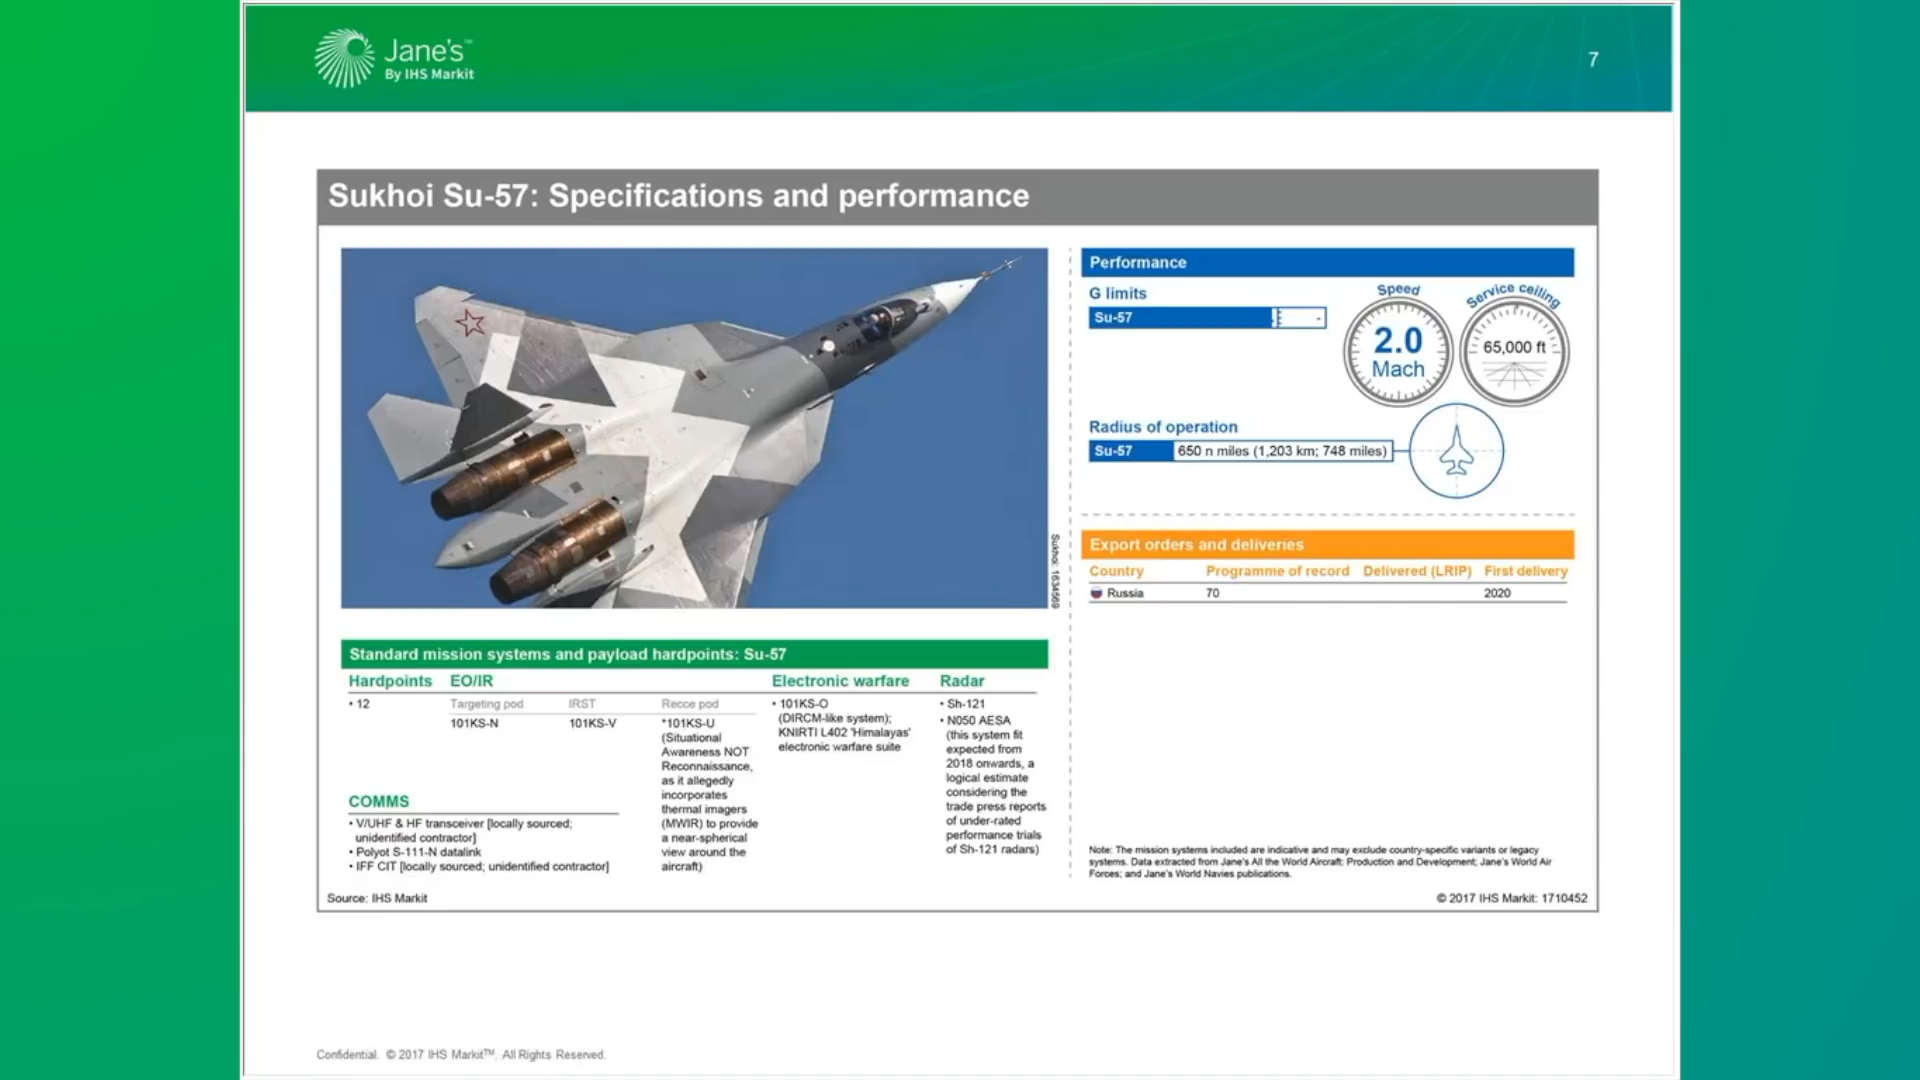 Jane's™
By IHS Markit
7
Sukhoi Su-57: Specifications and performance
Sukhoi: 1634569
Performance
G limits
Su-57
-
Speed
2.0
Mach
Service ceiling
65,000 ft
Radius of operation
Su-57
650 n miles (1,203 km; 748 miles)
Export orders and deliveries
Country Programme of record Delivered (LRIP) First delivery
Russia 70 2020
Standard mission systems and payload hardpoints: Su-57
Hardpoints
• 12
EO/IR
Targeting pod
101KS-N
IRST
101KS-V
Recce pod
*101KS-U
(Situational
Awareness NOT
Reconnaissance,
as it allegedly
incorporates
thermal imagers
(MWIR) to provide
a near-spherical
view around the
aircraft)
Electronic warfare
• 101KS-O
(DIRCM-like system);
KNIRTI L402 'Himalayas'
electronic warfare suite
Radar
• Sh-121
• N050 AESA
(this system fit
expected from
2018 onwards, a
logical estimate
considering the
trade press reports
of under-rated
performance trials
of Sh-121 radars)
COMMS
• V/UHF & HF transceiver [locally sourced;
unidentified contractor]
• Polyot S-111-N datalink
• IFF CIT [locally sourced; unidentified contractor]
Note: The mission systems included are indicative and may exclude country-specific variants or legacy
systems. Data extracted from Jane's All the World Aircraft: Production and Development; Jane's World Air
Forces; and Jane's World Navies publications.
Source: IHS Markit
© 2017 IHS Markit: 1710452
Confidential. © 2017 IHS Markit™. All Rights Reserved.